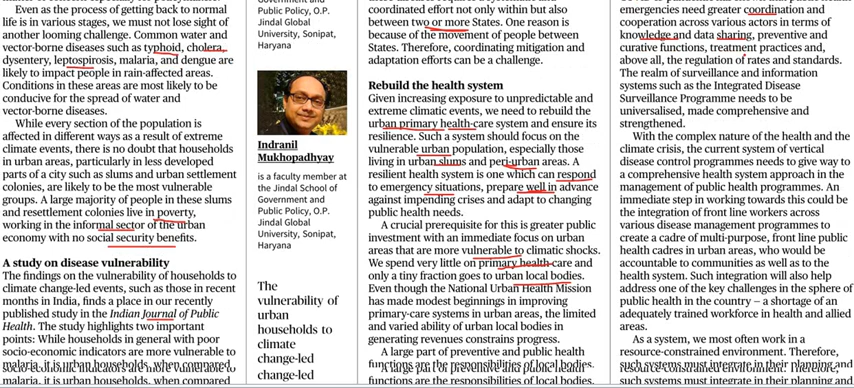 Even as the process of getting back to normal
life is in various stages, we must not lose sight of
another looming challenge. Common water and
vector-borne diseases such as typhoid, cholera,
dysentery, leptospirosis, malaria, and dengue are
likely to impact people in rain-affected areas.
Conditions in these areas are most likely to be
conducive for the spread of water and
vector-borne diseases.
While every section of the population is
affected in different ways as a result of extreme
climate events, there is no doubt that households
in urban areas, particularly in less developed
parts of a city such as slums and urban settlement
colonies, are likely to be the most vulnerable
groups. A large majority of people in these slums
and resettlement colonies live in poverty,
working in the informal sector of the urban
economy with no social security benefits.
A study on disease vulnerability
The findings on the vulnerability of households to
climate change-led events, such as those in recent
months in India, finds a place in our recently
published study in the Indian Journal of Public
Health. The study highlights two important
points: While households in general with poor
socio-economic indicators are more vulnerable to
malaria, it is urban households, when compared
Government and
Public Policy, O.P.
Jindal Global
University, Sonipat,
Haryana
Indranil
Mukhopadhyay
is a faculty member at
the Jindal School of
Government and
Public Policy, O.P.
Jindal Global
University, Sonipat,
Haryana
The
vulnerability of
urban
households to
climate
change-led
coordinated effort not only within but also
between two or more States. One reason is
because of the movement of people between
States. Therefore, coordinating mitigation and
adaptation efforts can be a challenge.
Rebuild the health system
Given increasing exposure to unpredictable and
extreme climatic events, we need to rebuild the
urban primary health-care system and ensure its
resilience. Such a system should focus on the
vulnerable urban population, especially those
living in urban slums and peri-urban areas. A
resilient health system is one which can respond
to emergency situations, prepare well in advance
against impending crises and adapt to changing
public health needs.
A crucial prerequisite for this is greater public
investment with an immediate focus on urban
areas that are more vulnerable to climatic shocks.
We spend very little on primary health-care and
only a tiny fraction goes to urban local bodies.
Even though the National Urban Health Mission
has made modest beginnings in improving
primary-care systems in urban areas, the limited
and varied ability of urban local bodies in
generating revenues constrains progress.
A large part of preventive and public health
functions are the responsibilities of local bodies.
emergencies need greater coordination and
cooperation across various actors in terms of
knowledge and data sharing, preventive and
curative functions, treatment practices and,
above all, the regulation of rates and standards.
The realm of surveillance and information
systems such as the Integrated Disease
Surveillance Programme needs to be
universalised, made comprehensive and
strengthened.
With the complex nature of the health and the
climate crisis, the current system of vertical
disease control programmes needs to give way to
a comprehensive health system approach in the
management of public health programmes. An
immediate step in working towards this could be
the integration of front line workers across
various disease management programmes to
create a cadre of multi-purpose, front line public
health cadres in urban areas, who would be
accountable to communities as well as to the
health system. Such integration will also help
address one of the key challenges in the sphere of
public health in the country – a shortage of an
adequately trained workforce in health and allied
areas.
As a system, we most often work in a
resource-constrained environment. Therefore,
such systems must integrate in their planning and